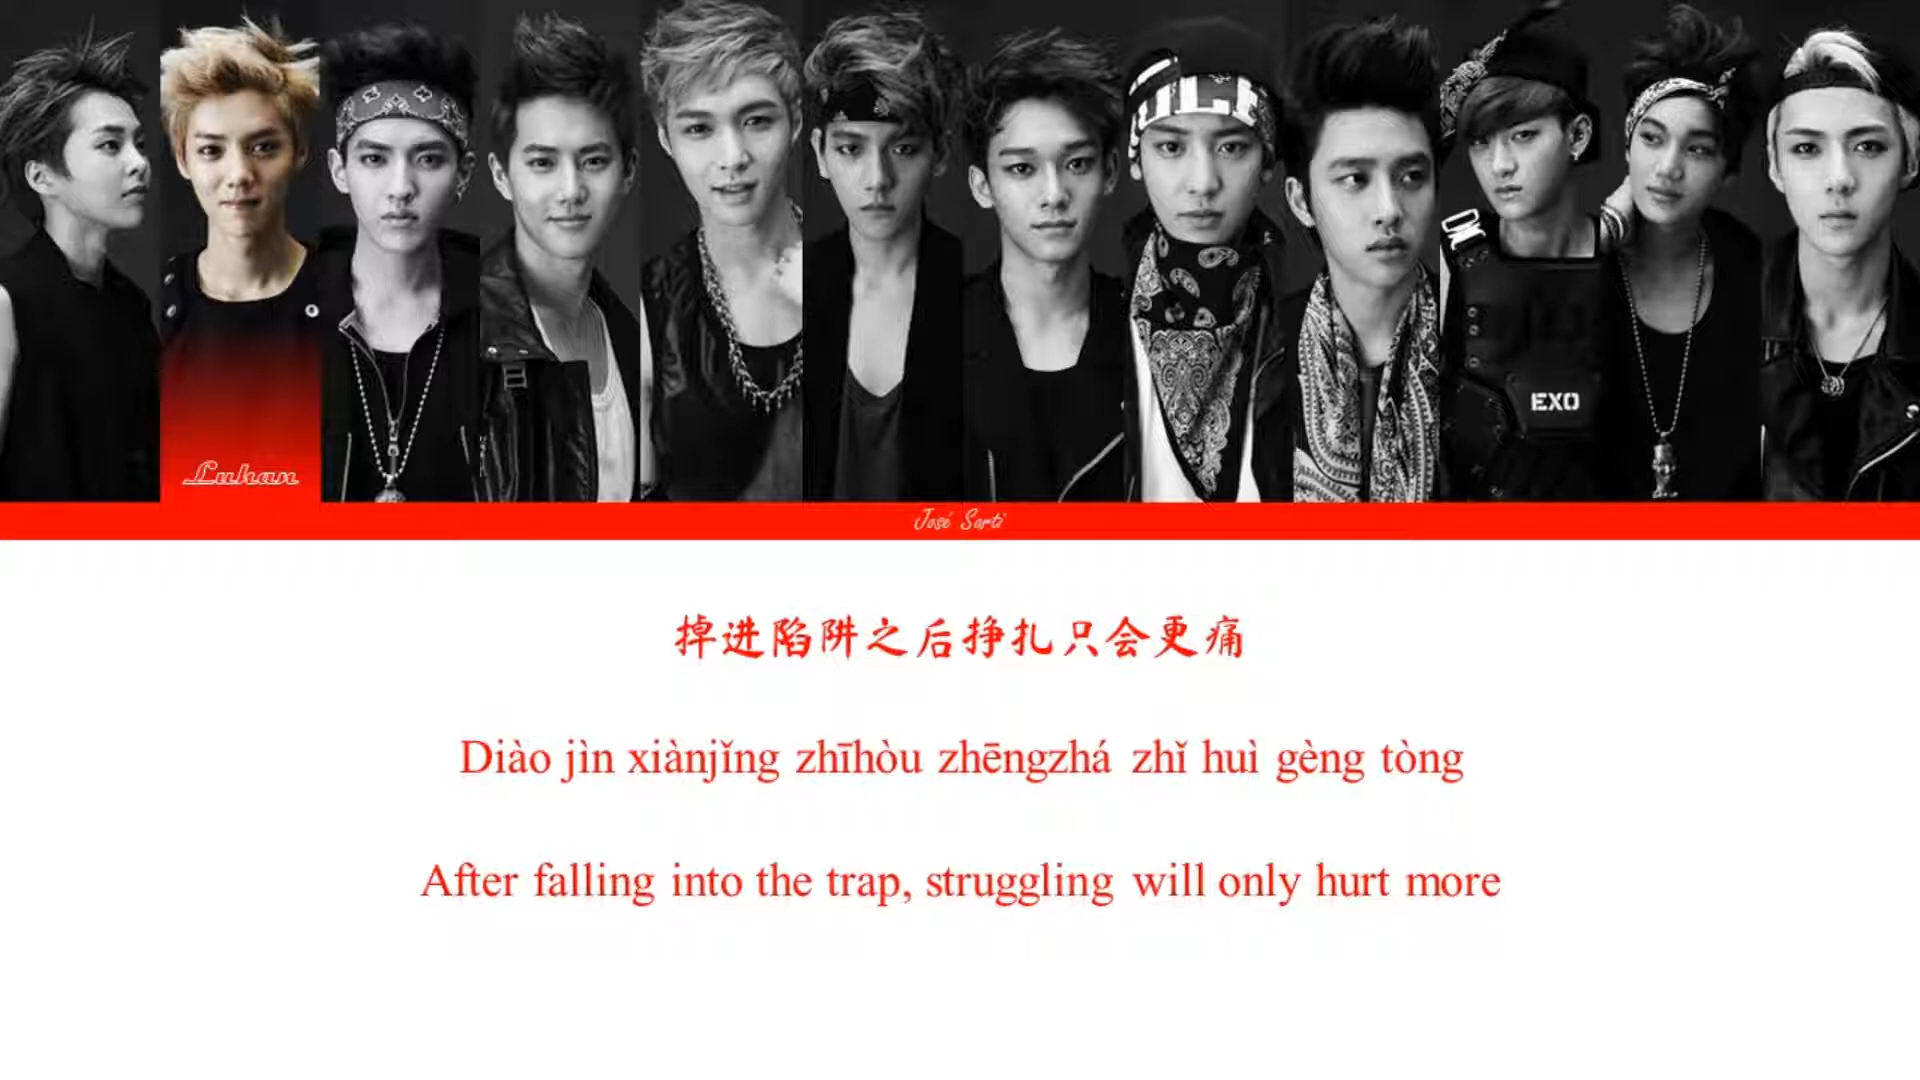 EXO
Luhan
José Sorti
掉进陷阱之后挣扎只会更痛
Diào jìn xiànjǐng zhīhòu zhēngzhá zhǐ huì gèng tòng
After falling into the trap, struggling will only hurt more